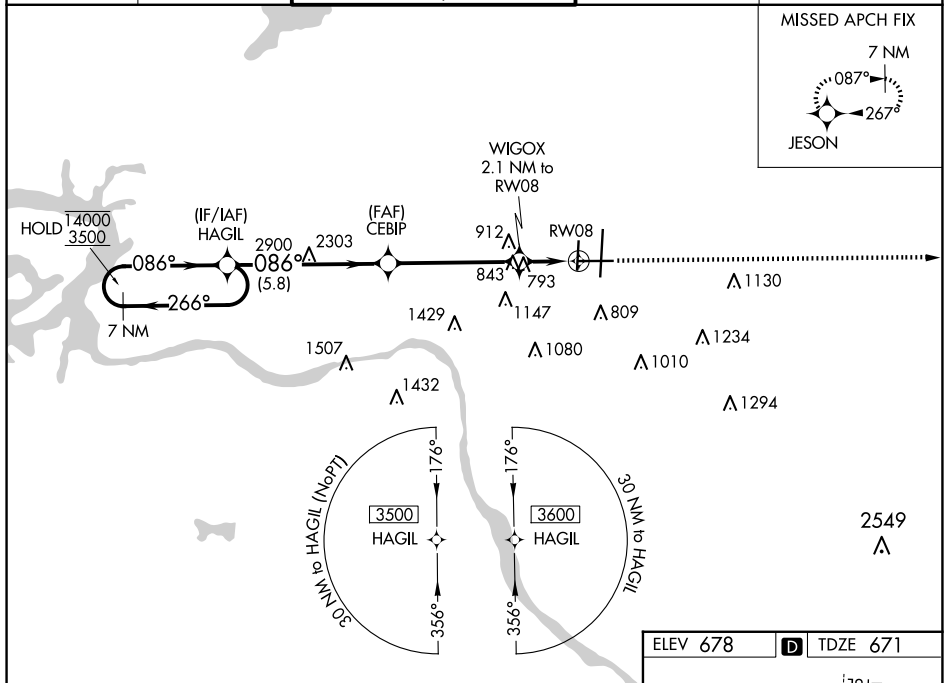 MISSED APCH FIX
7 NM
087°
267°
JESON
WIGOX
2.1 NM to
RW08
HOLD
14000
3500
(IF/IAF)
HAGIL
2900
2303
(FAF)
CEBIP
912
RW08
086°
086°
(5.8)
843
793
266°
7 NM
1130
1147
809
1429
1234
1507
1080
1010
1432
1294
30 NM to HAGIL (NoPT)
176°
3500
HAGIL
356°
176°
3600
HAGIL
356°
30 NM to HAGIL
2549
ELEV 678
D
TDZE 671